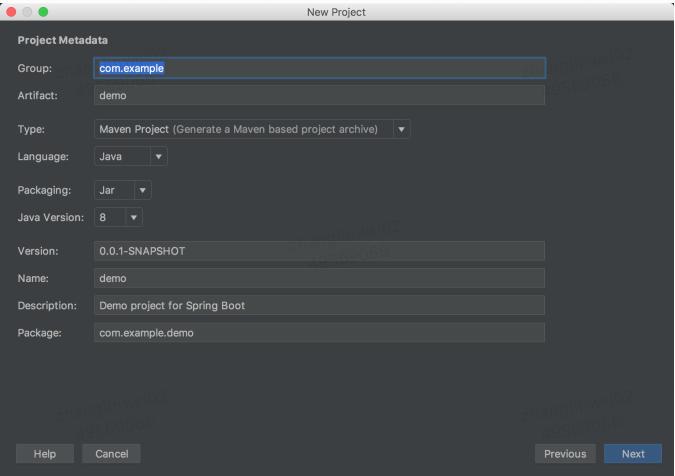 New Project
Project Metadata
Group: com.example
Artifact: demo
Type: Maven Project (Generate a Maven based project archive)
Language: Java
Packaging: Jar
Java Version: 8
Version: 0.0.1-SNAPSHOT
Name: demo
Description: Demo project for Spring Boot
Package: com.example.demo
Help Cancel Previous Next